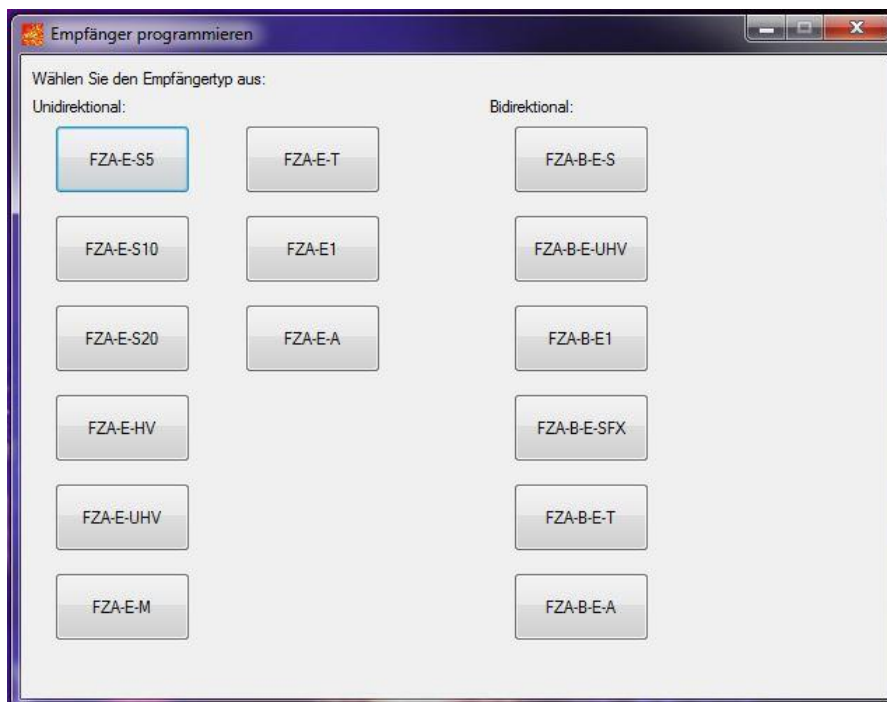 Empfänger programmieren
Wählen Sie den Empfängertyp aus:
Unidirektional:
Bidirektional:
FZA-E-S5
FZA-E-T
FZA-B-E-S
FZA-E-S10
FZA-E1
FZA-B-E-UHV
FZA-E-S20
FZA-E-A
FZA-B-E1
FZA-E-HV
FZA-B-E-SFX
FZA-E-UHV
FZA-B-E-T
FZA-E-M
FZA-B-E-A